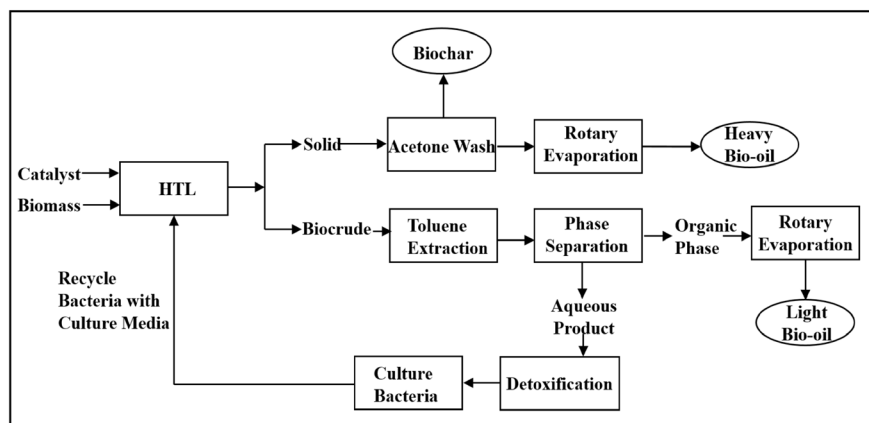 Biochar
Solid
Acetone Wash
Rotary
Evaporation
Heavy
Bio-oil
Catalyst
Biomass
HTL
Biocrude
Toluene
Extraction
Phase
Separation
Organic
Phase
Rotary
Evaporation
Recycle
Bacteria with
Culture Media
Aqueous
Product
Light
Bio-oil
Culture
Bacteria
Detoxification